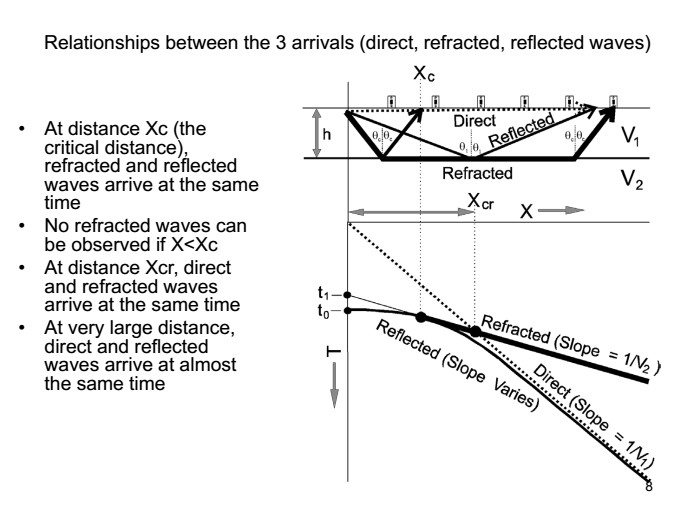 Relationships between the 3 arrivals (direct, refracted, reflected waves)
• At distance Xc (the
critical distance),
refracted and reflected
waves arrive at the same
time
• No refracted waves can
be observed if X<Xc
• At distance Xcr, direct
and refracted waves
arrive at the same time
• At very large distance,
direct and reflected
waves arrive at almost
the same time
Xc
Direct
Reflected
h
θc θc
θi θi
θc θc
V1
Refracted
V2
Xcr
X
t1
t0
T
Refracted (Slope = 1/V2)
Reflected (Slope Varies)
Direct (Slope = 1/V1)
8